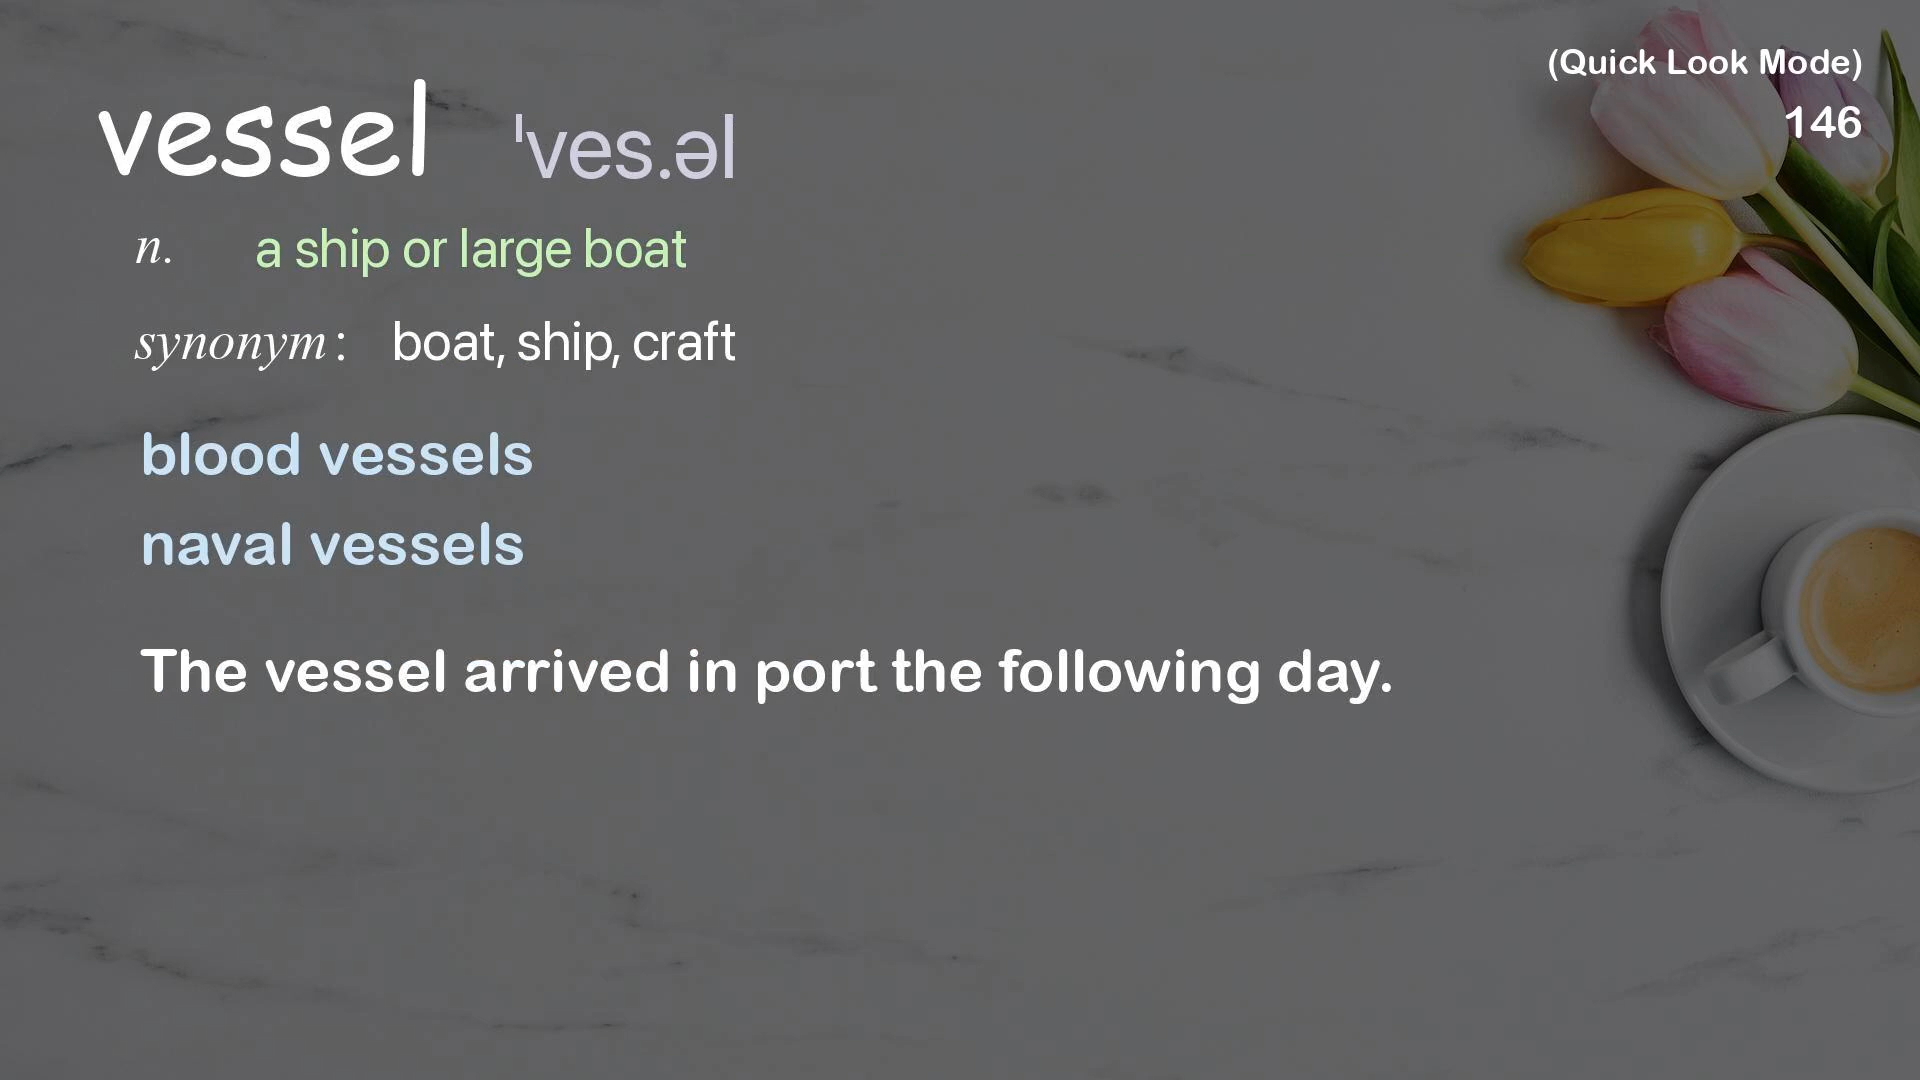 (Quick Look Mode)
146
vessel ˈves.əl
n. a ship or large boat
synonym: boat, ship, craft
blood vessels
naval vessels
The vessel arrived in port the following day.